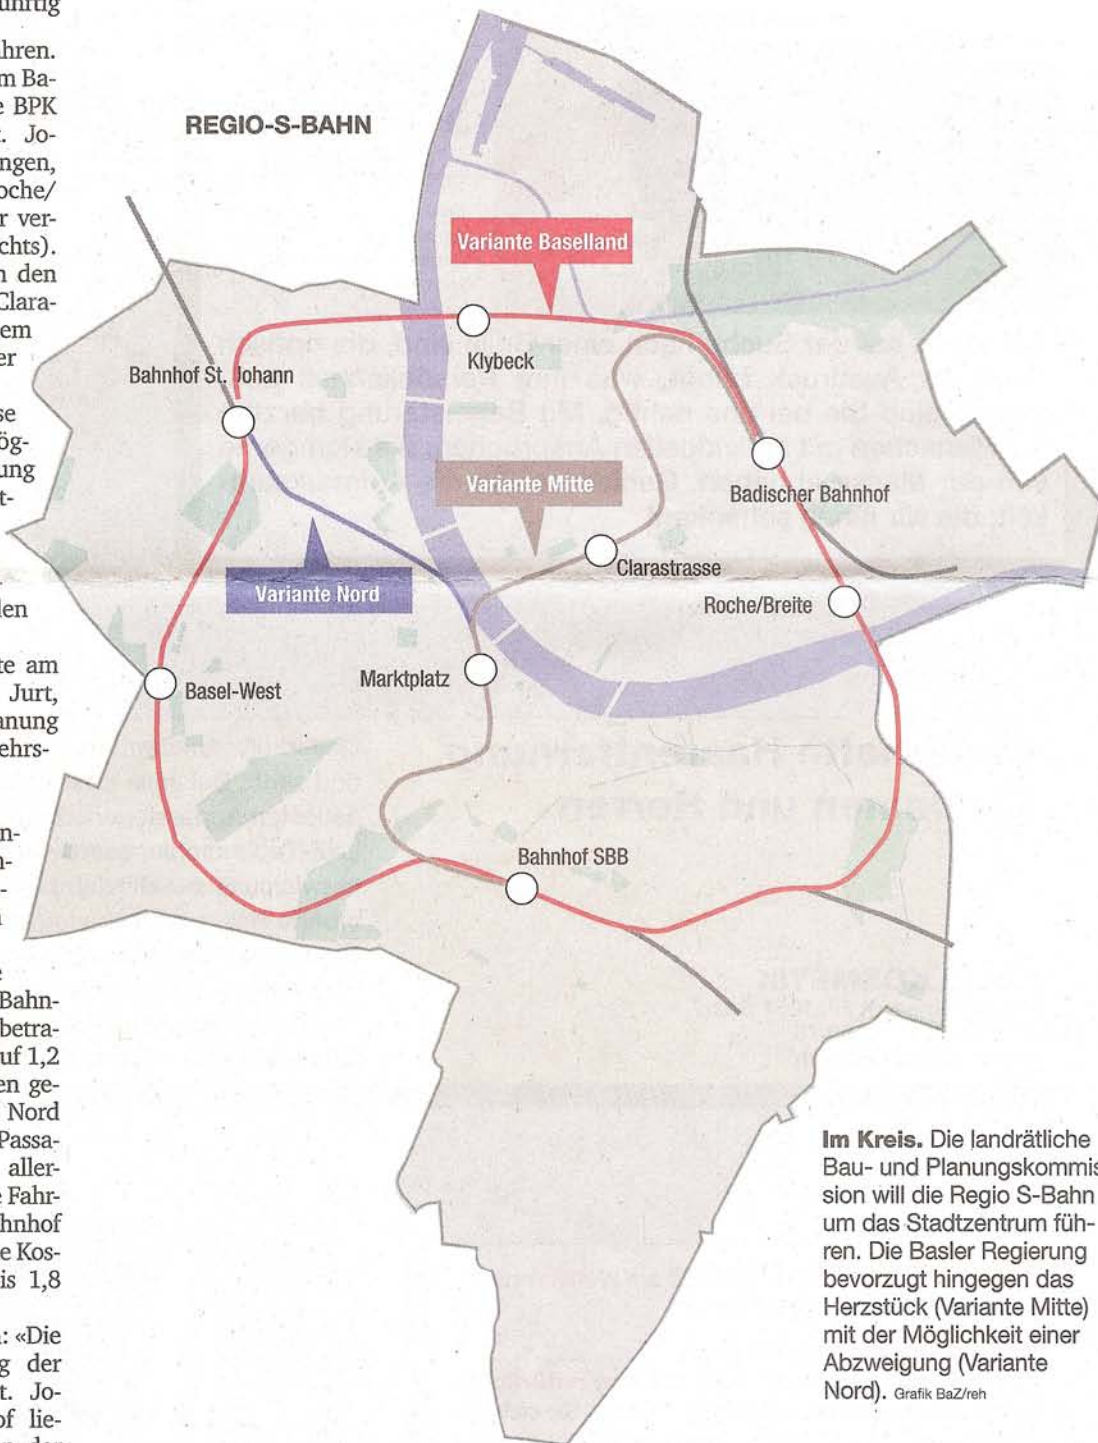 hren.
m Ba-
e BPK
t. Jo-
ngen,
oche/
r ver-
chts).
n den
Clara-
em
er
se
ög-
ung
t-
den
te am
Jurt,
anung
ehrs-
n-
n-
-
e
Bahn-
betra-
uf 1,2
en ge-
Nord
Passa-
aller-
e Fahr-
hnhof
e Kos-
is 1,8
: «Die
g der
t. Jo-
of lie-
REGIO-S-BAHN
Variante Baselland
Klybeck
Bahnhof St. Johann
Variante Mitte
Badischer Bahnhof
Clarastrasse
Variante Nord
Roche/Breite
Marktplatz
Basel-West
Bahnhof SBB
Im Kreis. Die landrätliche
Bau- und Planungskommis
sion will die Regio S-Bahn
um das Stadtzentrum füh-
ren. Die Basler Regierung
bevorzugt hingegen das
Herzstück (Variante Mitte)
mit der Möglichkeit einer
Abzweigung (Variante
Nord). Grafik BaZ/reh